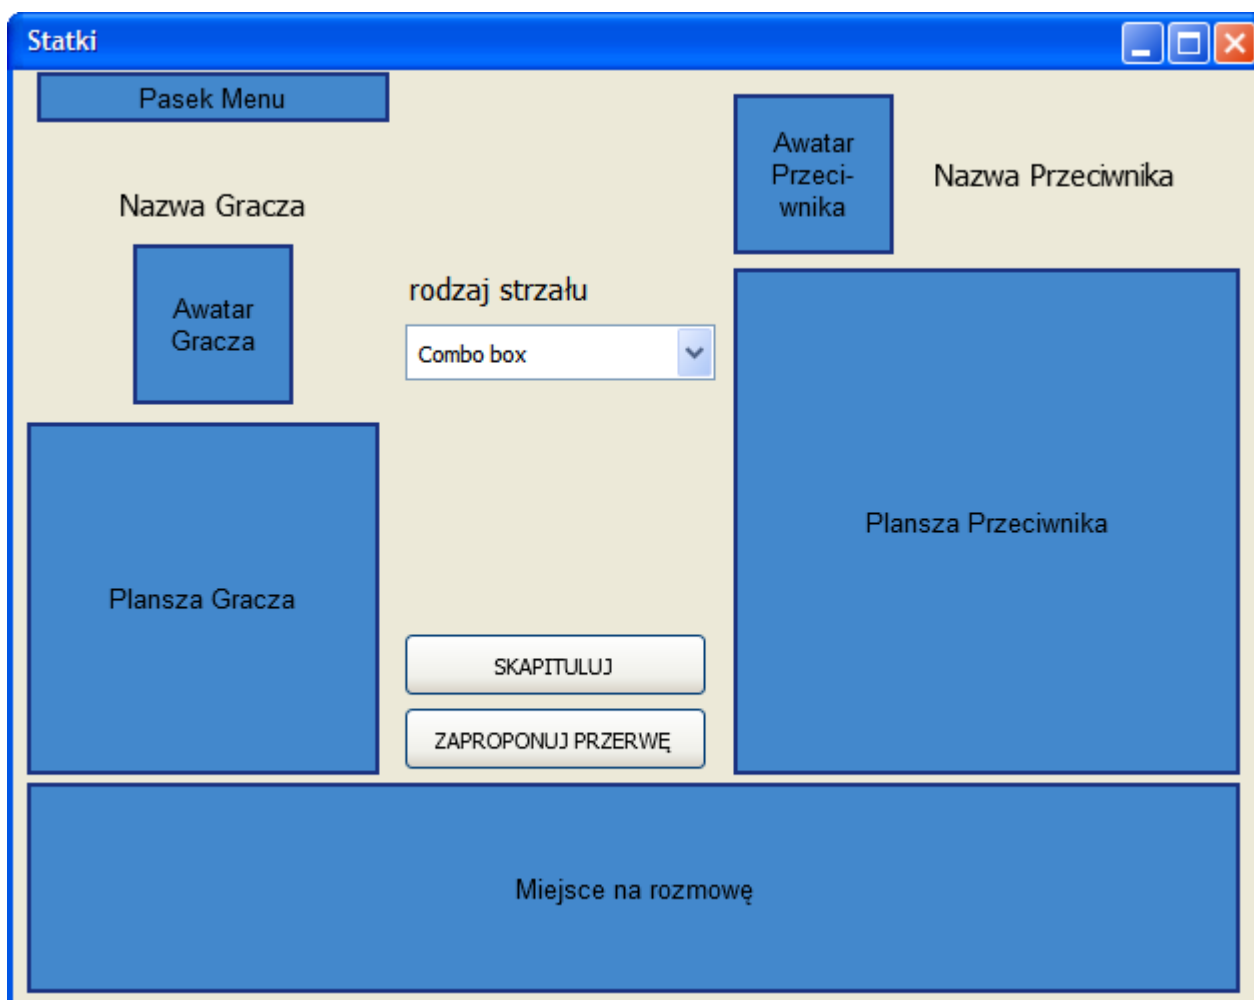 Statki
Pasek Menu
Awatar
Przeci-
wnika
Nazwa Przeciwnika
Nazwa Gracza
Awatar
Gracza
rodzaj strzału
Combo box
Plansza Przeciwnika
Plansza Gracza
SKAPITULUJ
ZAPROPONUJ PRZERWĘ
Miejsce na rozmowę